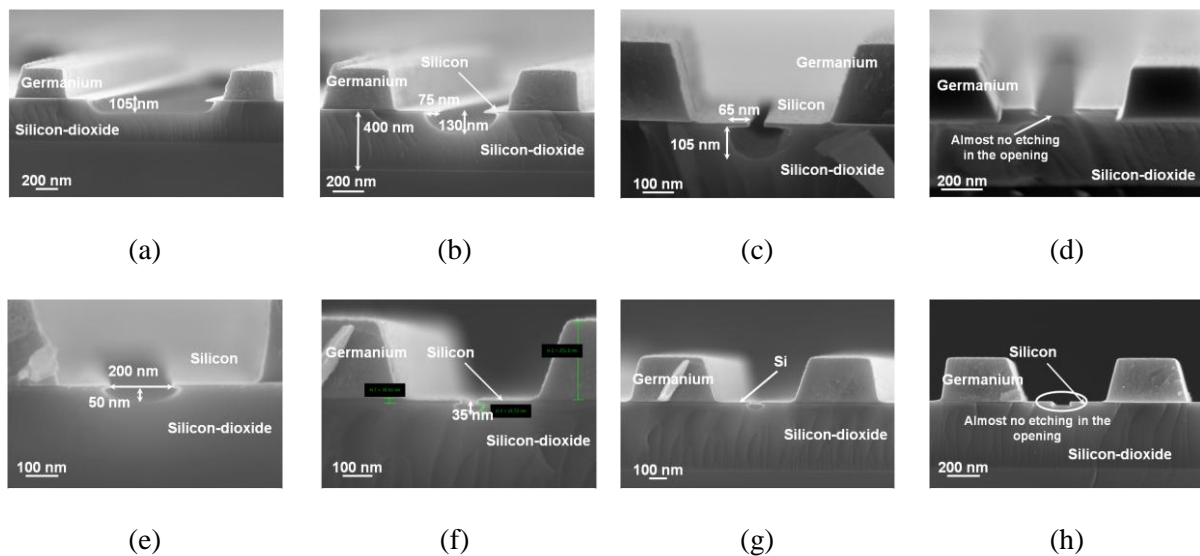 Germanium
105 nm
Silicon-dioxide
200 nm
(a)
Silicon
Germanium
75 nm
400 nm
130 nm
Silicon-dioxide
200 nm
(b)
Germanium
Silicon
65 nm
105 nm
Silicon-dioxide
100 nm
(c)
Germanium
Almost no etching
in the opening
Silicon-dioxide
200 nm
(d)
Silicon
200 nm
50 nm
Silicon-dioxide
100 nm
(e)
Germanium
Silicon
35 nm
Silicon-dioxide
100 nm
(f)
Si
Germanium
Silicon-dioxide
100 nm
(g)
Silicon
Germanium
Almost no etching in the
opening
Silicon-dioxide
200 nm
(h)